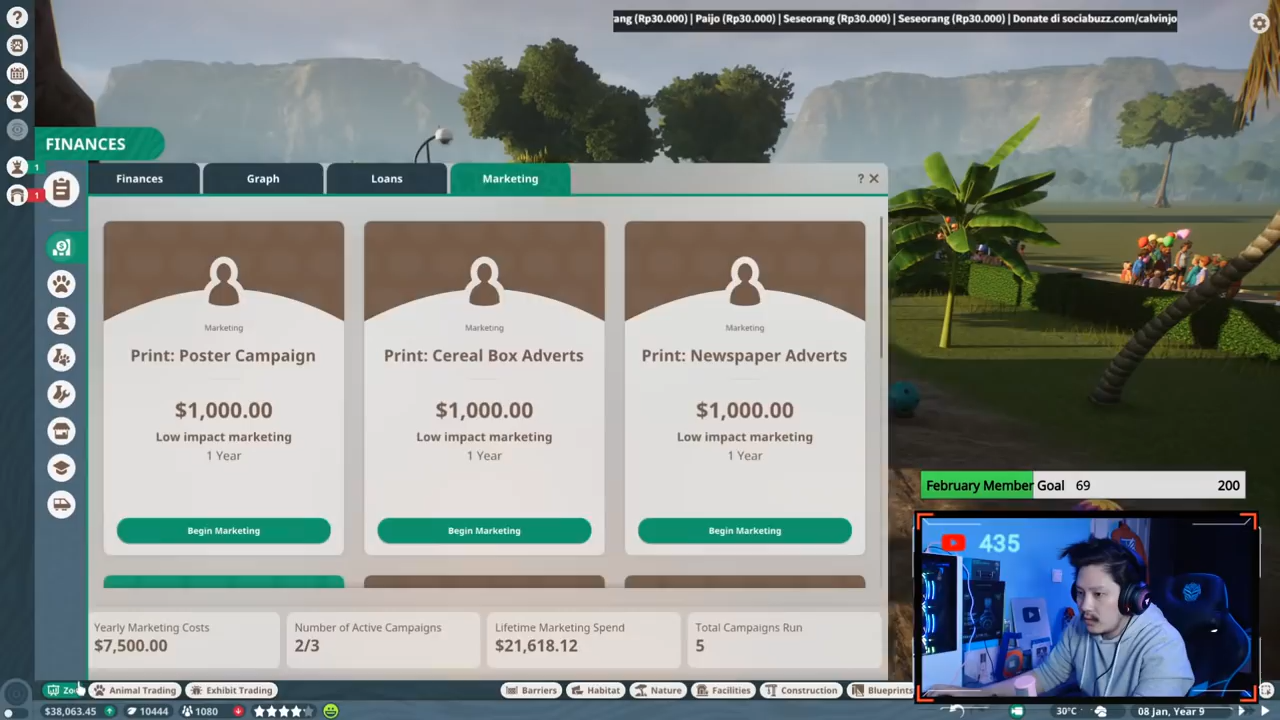 ang (Rp30.000) | Paijo (Rp30.000) | Seseorang (Rp30.000) | Seseorang (Rp30.000) | Donate di sociabuzz.com/calvinjo
FINANCES
1
1
Finances
Graph
Loans
Marketing
?
Marketing
Print: Poster Campaign
$1,000.00
Low impact marketing
1 Year
Begin Marketing
Marketing
Print: Cereal Box Adverts
$1,000.00
Low impact marketing
1 Year
Begin Marketing
Marketing
Print: Newspaper Adverts
$1,000.00
Low impact marketing
1 Year
Begin Marketing
Yearly Marketing Costs
$7,500.00
Number of Active Campaigns
2/3
Lifetime Marketing Spend
$21,618.12
Total Campaigns Run
5
February Member Goal 69 200
435
Animal Trading
Exhibit Trading
Barriers
Habitat
Nature
Facilities
Construction
Blueprints
$38,063.45
10444
1080
30°C
08 Jan, Year 9